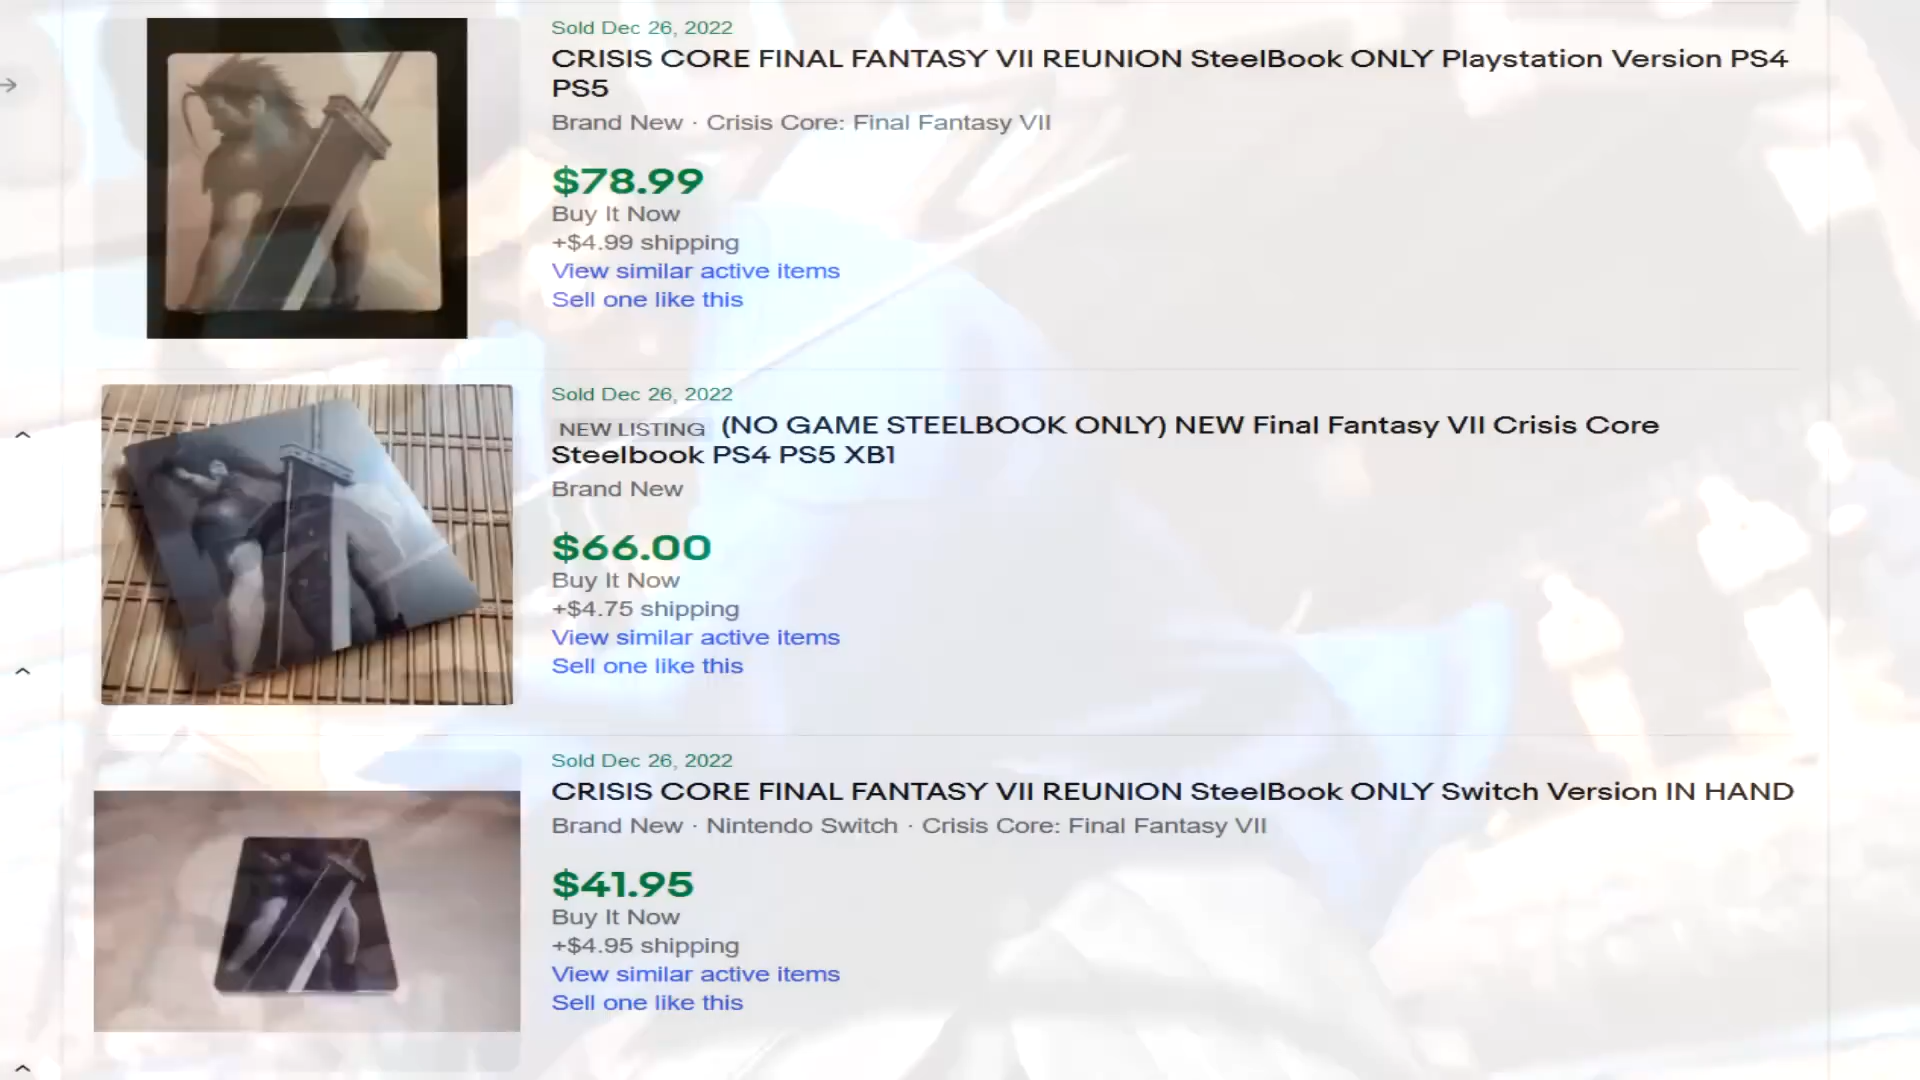 Sold Dec 26, 2022
CRISIS CORE FINAL FANTASY VII REUNION SteelBook ONLY Playstation Version PS4
PS5
Brand New · Crisis Core: Final Fantasy VII
$78.99
Buy It Now
+$4.99 shipping
View similar active items
Sell one like this
Sold Dec 26, 2022
NEW LISTING (NO GAME STEELBOOK ONLY) NEW Final Fantasy VII Crisis Core
Steelbook PS4 PS5 XB1
Brand New
$66.00
Buy It Now
+$4.75 shipping
View similar active items
Sell one like this
Sold Dec 26, 2022
CRISIS CORE FINAL FANTASY VII REUNION SteelBook ONLY Switch Version IN HAND
Brand New · Nintendo Switch · Crisis Core: Final Fantasy VII
$41.95
Buy It Now
+$4.95 shipping
View similar active items
Sell one like this